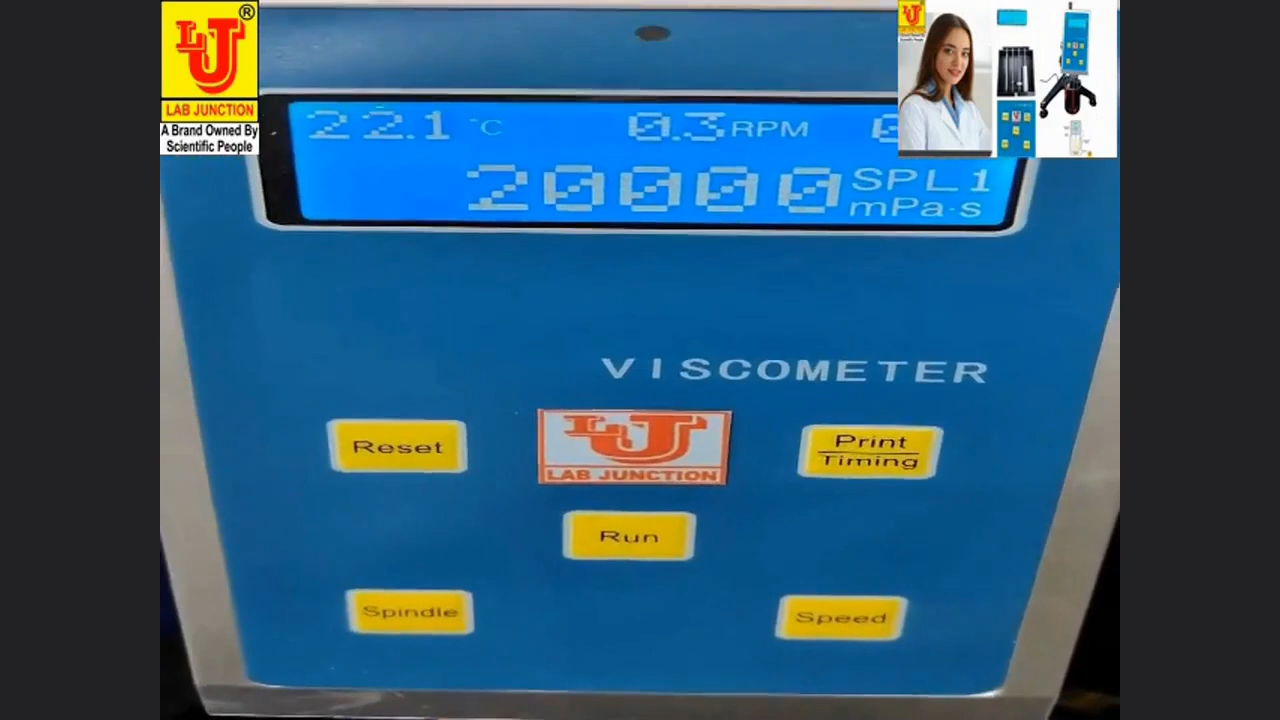 LJ®
LAB JUNCTION
A Brand Owned By
Scientific People
22.1 °C 0.3 RPM
20000 SPL1
mPa·s
VISCOMETER
Reset
LJ
LAB JUNCTION
Print
Timing
Run
Spindle
Speed